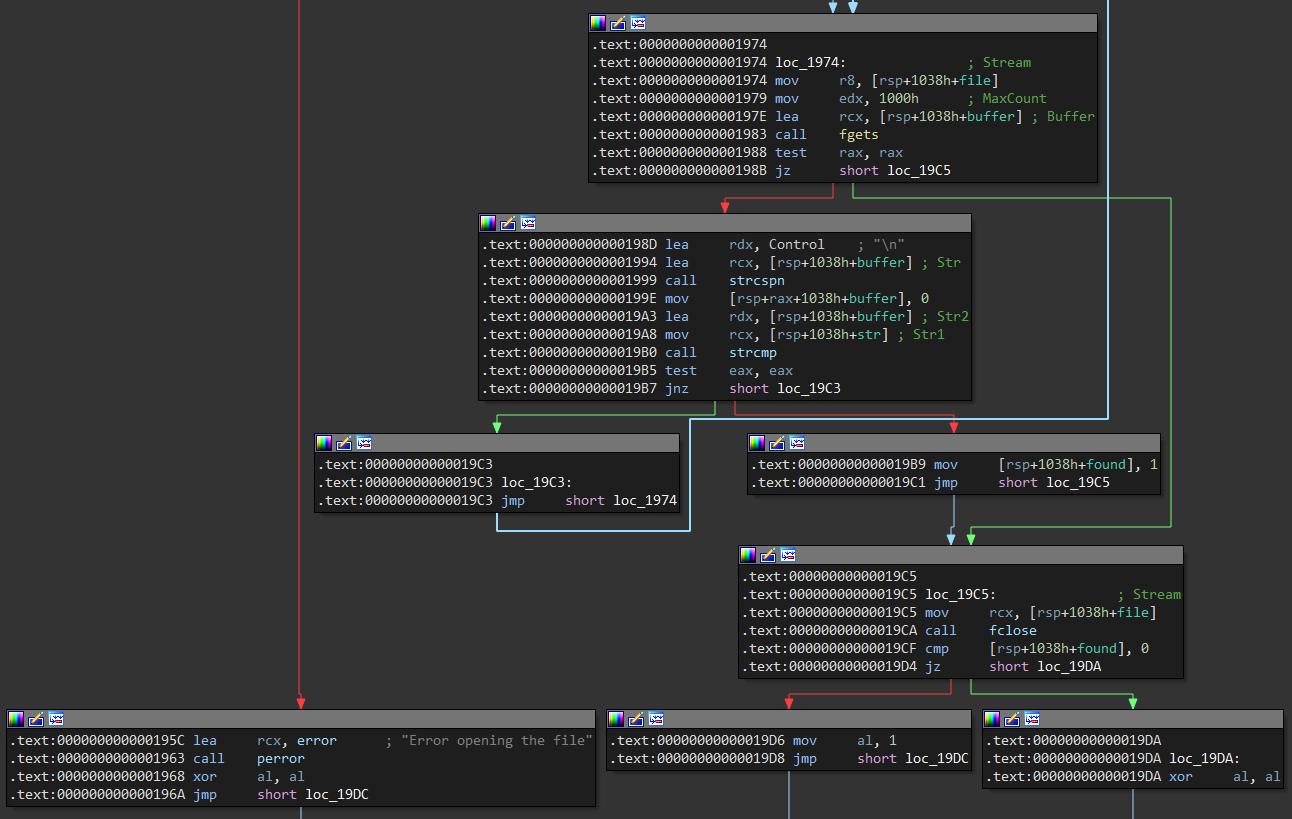 .text:0000000000001974
.text:0000000000001974 loc_1974: ; Stream
.text:0000000000001974 mov r8, [rsp+1038h+file]
.text:0000000000001979 mov edx, 1000h ; MaxCount
.text:000000000000197E lea rcx, [rsp+1038h+buffer] ; Buffer
.text:0000000000001983 call fgets
.text:0000000000001988 test rax, rax
.text:000000000000198B jz short loc_19C5
.text:000000000000198D lea rdx, Control ; "\n"
.text:0000000000001994 lea rcx, [rsp+1038h+buffer] ; Str
.text:0000000000001999 call strcspn
.text:000000000000199E mov [rsp+rax+1038h+buffer], 0
.text:00000000000019A3 lea rdx, [rsp+1038h+buffer] ; Str2
.text:00000000000019A8 mov rcx, [rsp+1038h+str] ; Str1
.text:00000000000019B0 call strcmp
.text:00000000000019B5 test eax, eax
.text:00000000000019B7 jnz short loc_19C3
.text:00000000000019C3
.text:00000000000019C3 loc_19C3:
.text:00000000000019C3 jmp short loc_1974
.text:00000000000019B9 mov [rsp+1038h+found], 1
.text:00000000000019C1 jmp short loc_19C5
.text:00000000000019C5
.text:00000000000019C5 loc_19C5: ; Stream
.text:00000000000019C5 mov rcx, [rsp+1038h+file]
.text:00000000000019CA call fclose
.text:00000000000019CF cmp [rsp+1038h+found], 0
.text:00000000000019D4 jz short loc_19DA
.text:000000000000195C lea rcx, error ; "Error opening the file"
.text:0000000000001963 call perror
.text:0000000000001968 xor al, al
.text:000000000000196A jmp short loc_19DC
.text:00000000000019D6 mov al, 1
.text:00000000000019D8 jmp short loc_19DC
.text:00000000000019DA
.text:00000000000019DA loc_19DA:
.text:00000000000019DA xor al, al